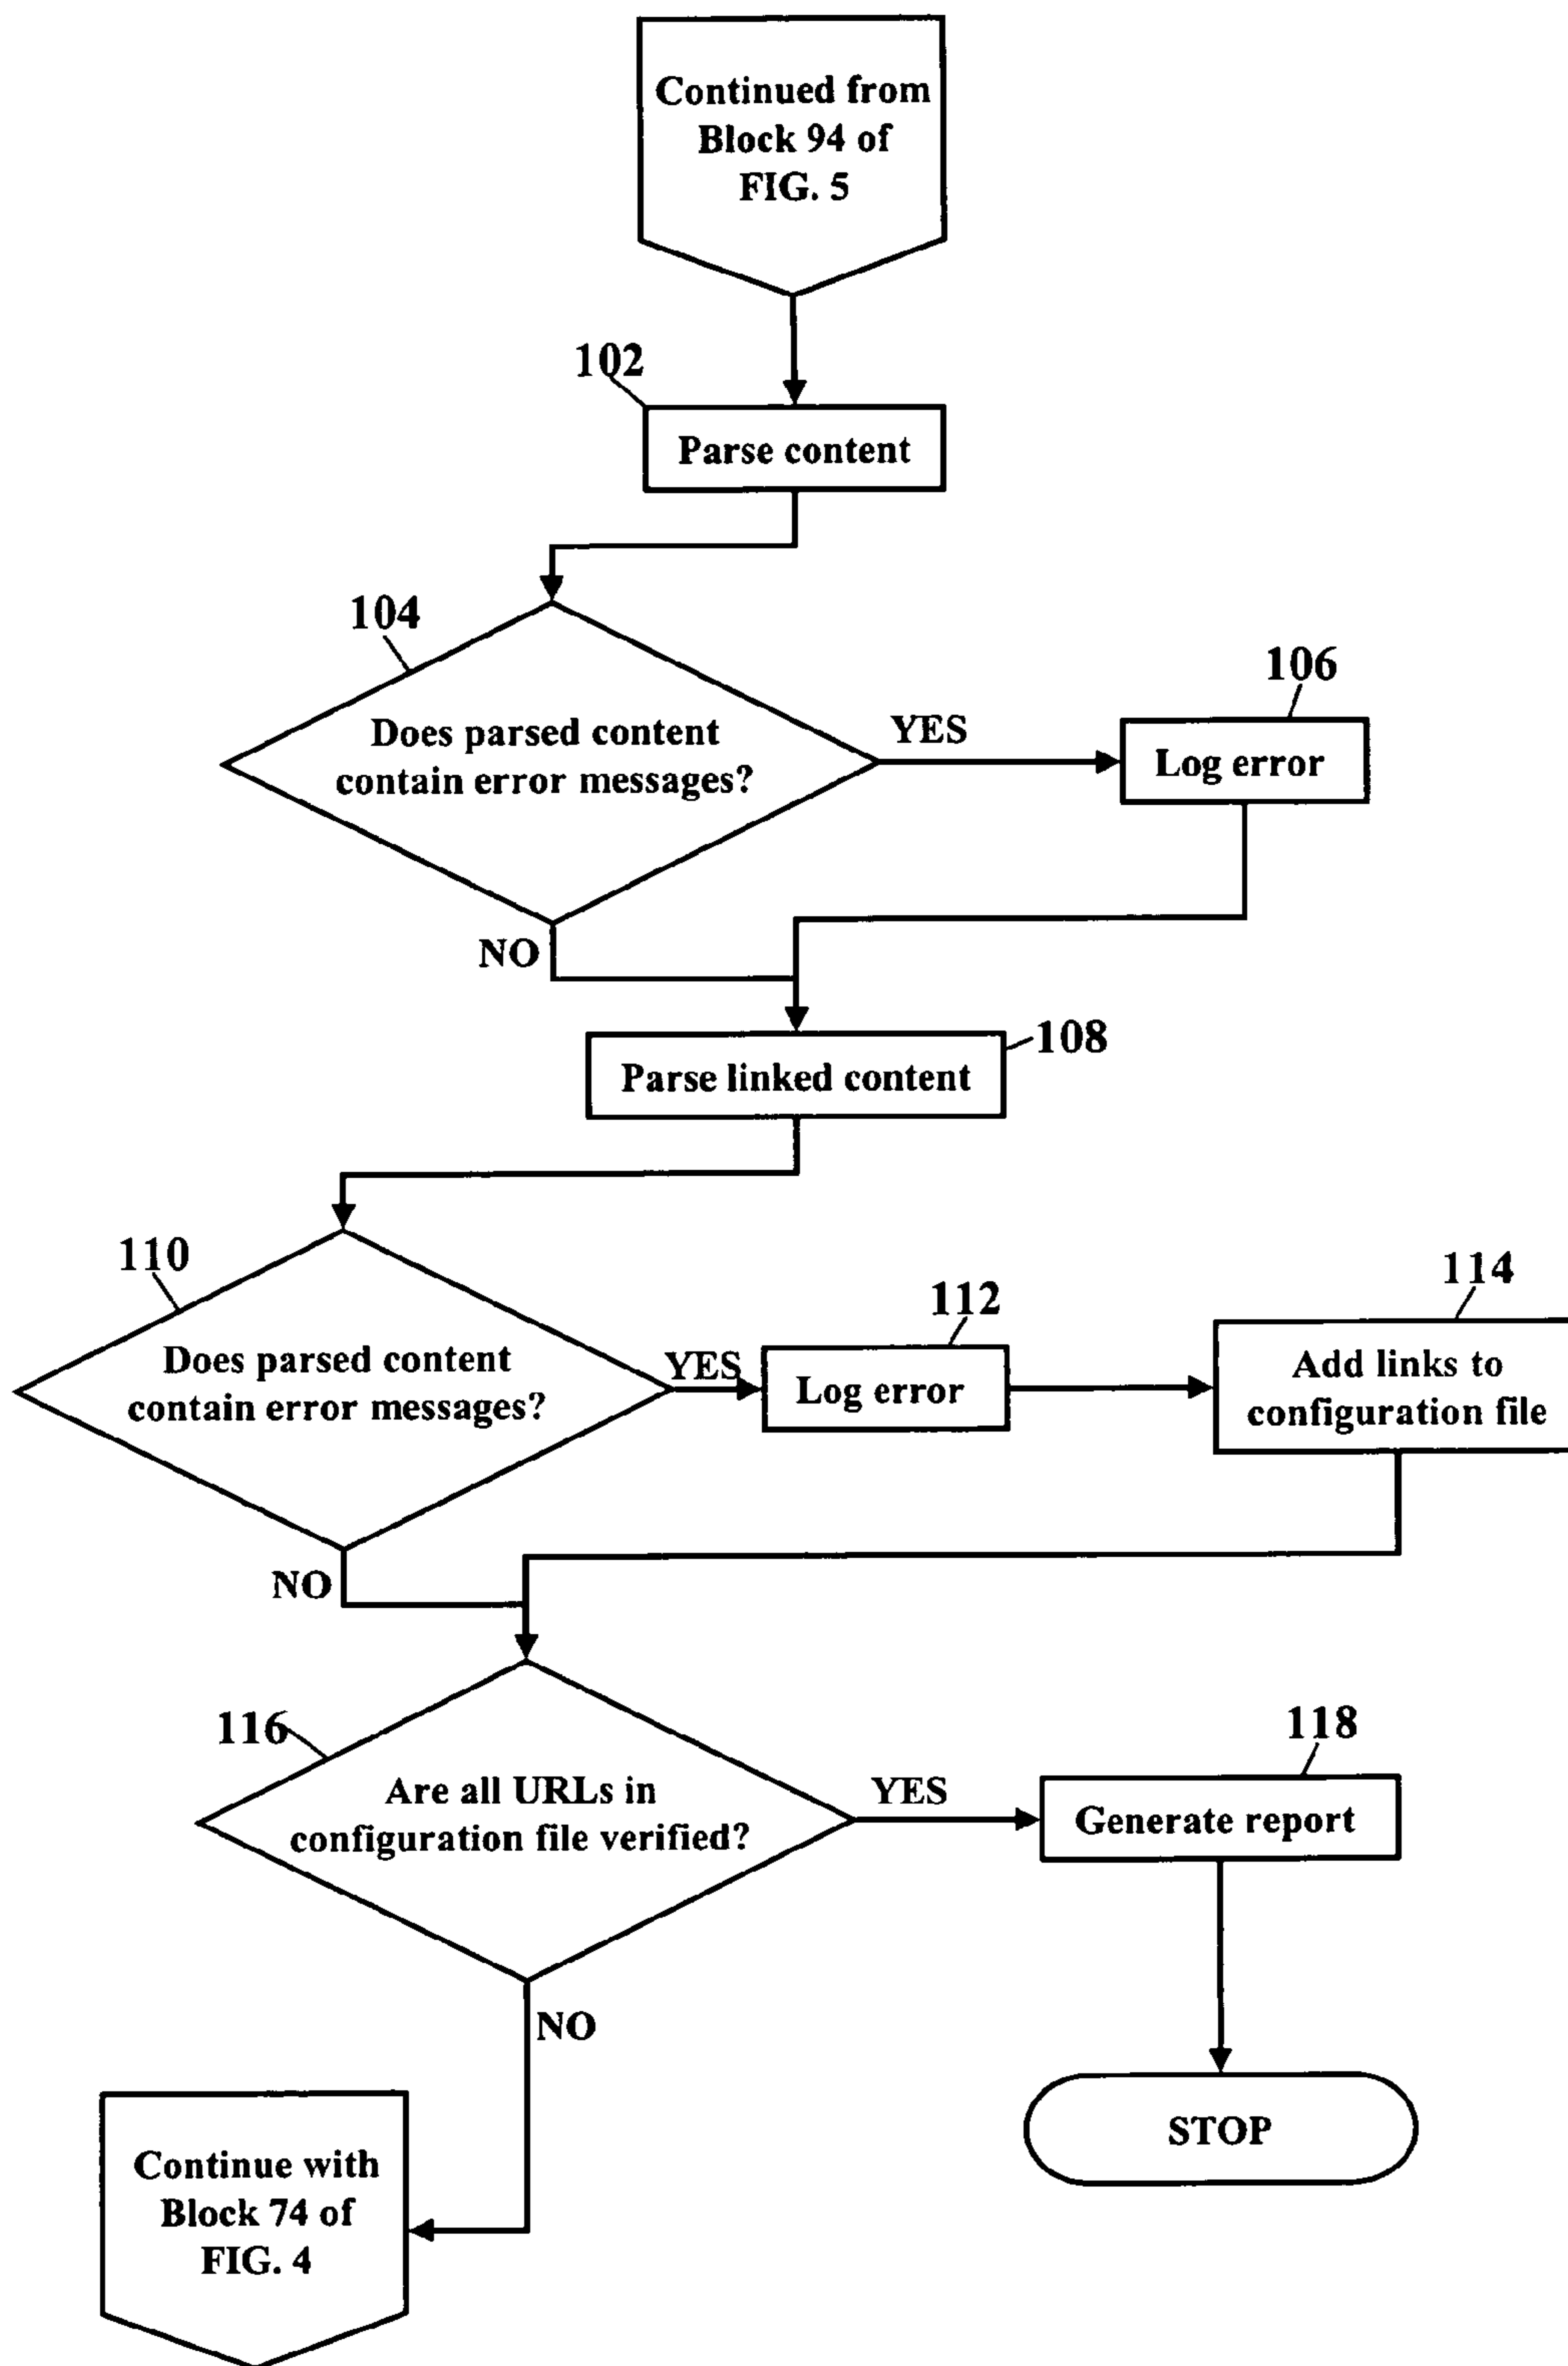 Continued from
Block 94 of
FIG. 5
102
Parse content
104
Does parsed content
contain error messages?
YES
106
Log error
NO
108
Parse linked content
110
Does parsed content
contain error messages?
YES
112
Log error
114
Add links to
configuration file
NO
116
Are all URLs in
configuration file verified?
YES
118
Generate report
NO
STOP
Continue with
Block 74 of
FIG. 4